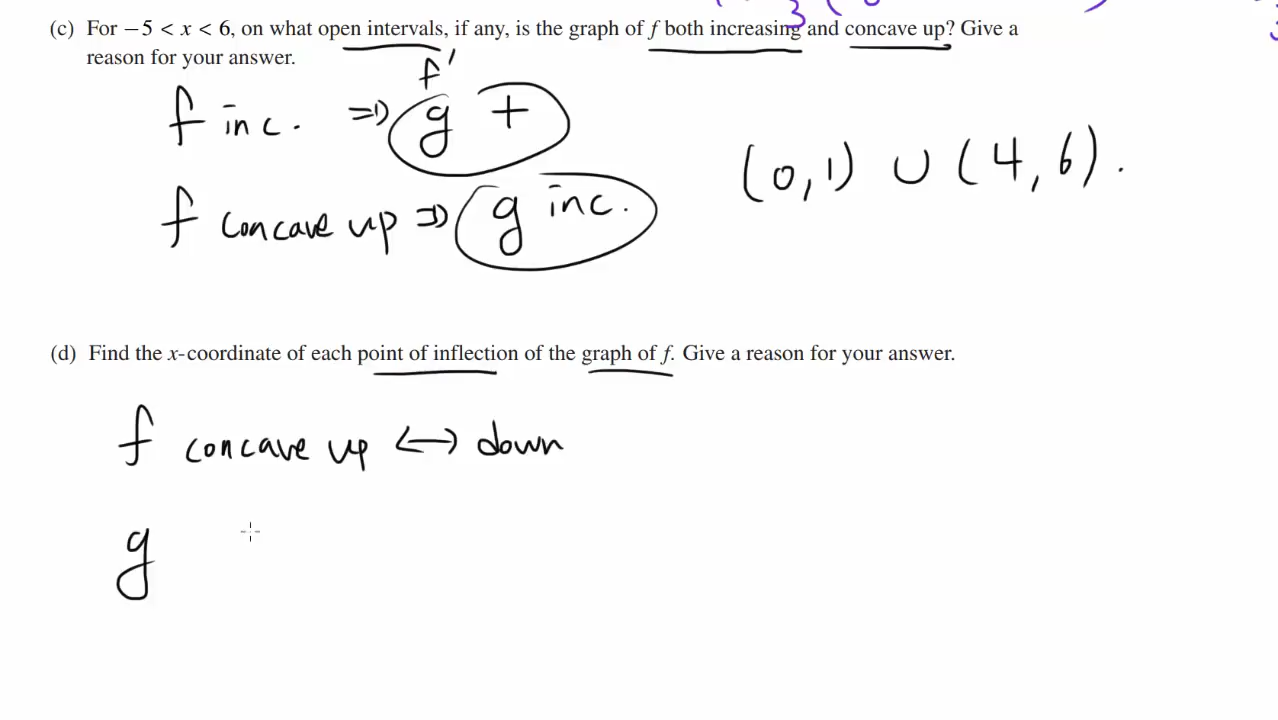 (c) For −5 < x < 6, on what open intervals, if any, is the graph of f both increasing and concave up? Give a
reason for your answer.
f'
f inc. ⇒ g +
(0,1) ∪ (4,6).
f concave up ⇒ g inc.
(d) Find the x-coordinate of each point of inflection of the graph of f. Give a reason for your answer.
f concave up ↔ down
g